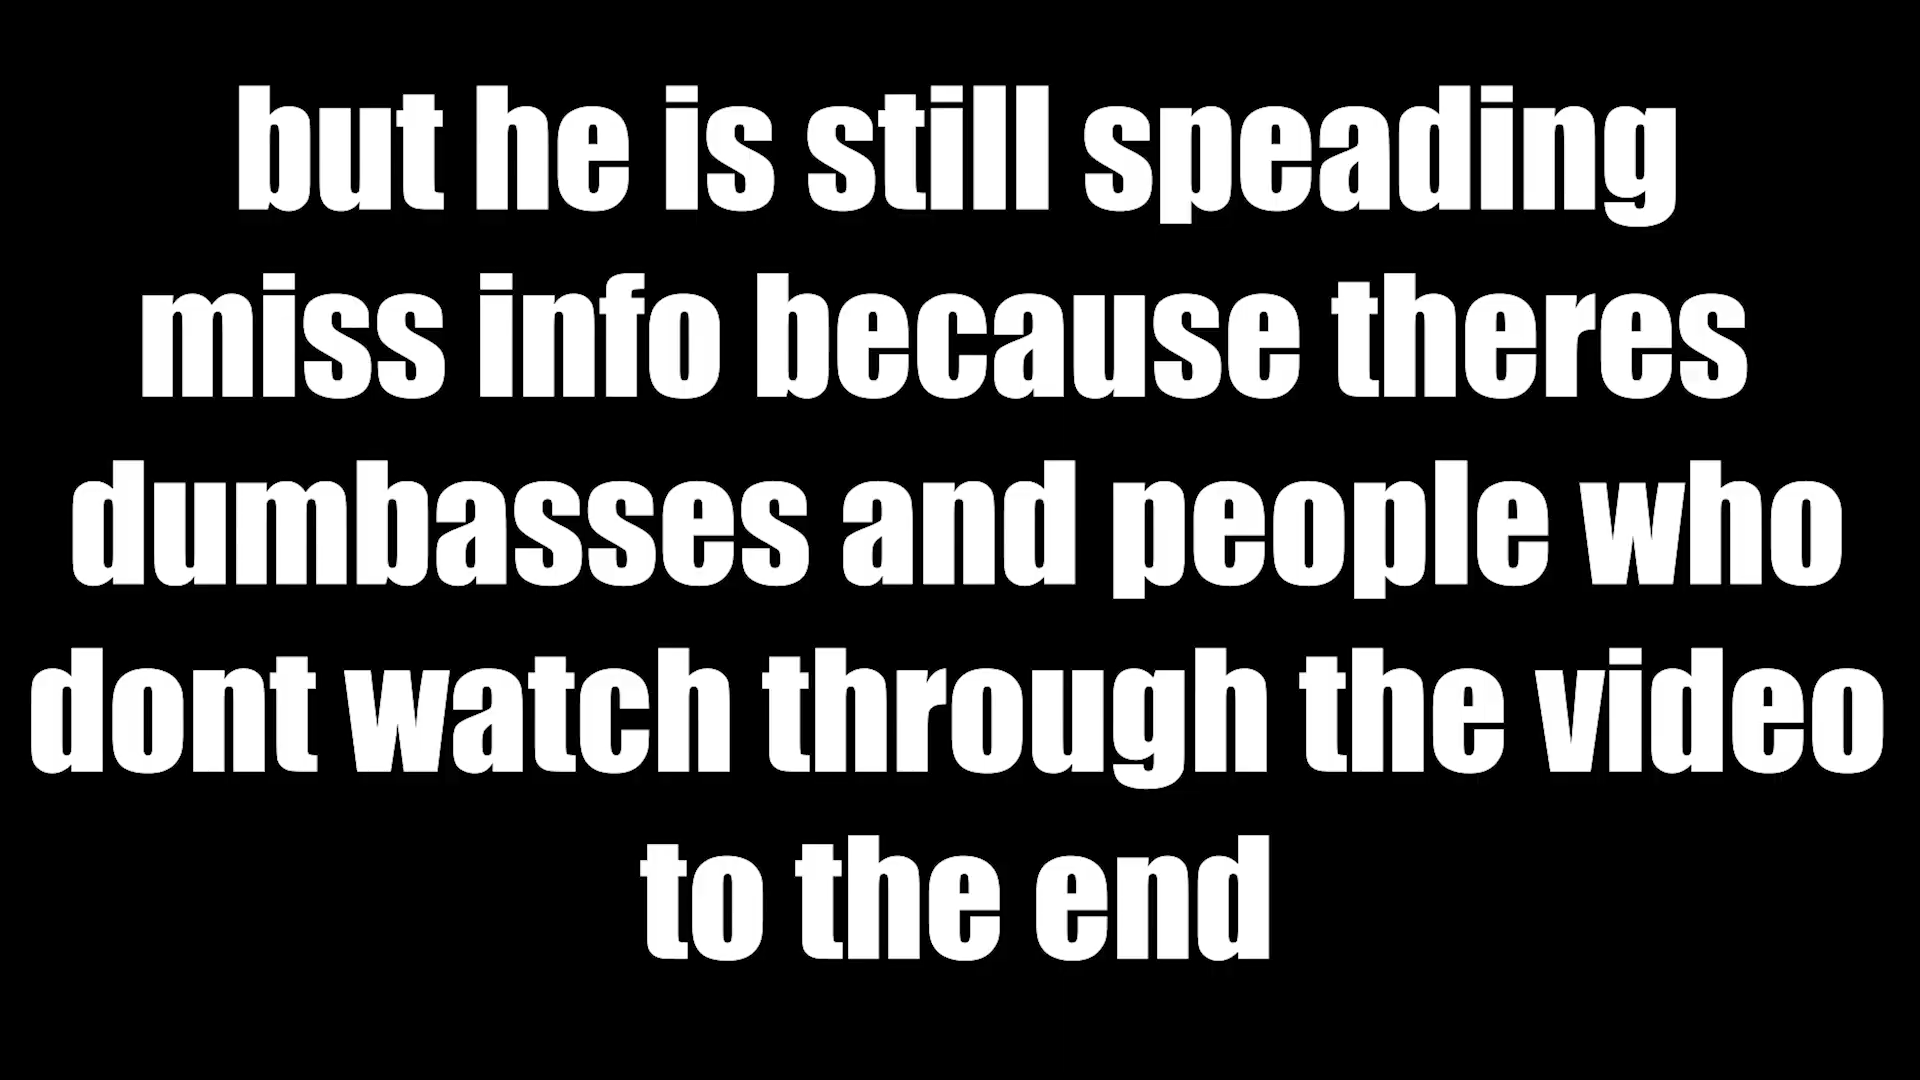 but he is still speading
miss info because theres
dumbasses and people who
dont watch through the video
to the end